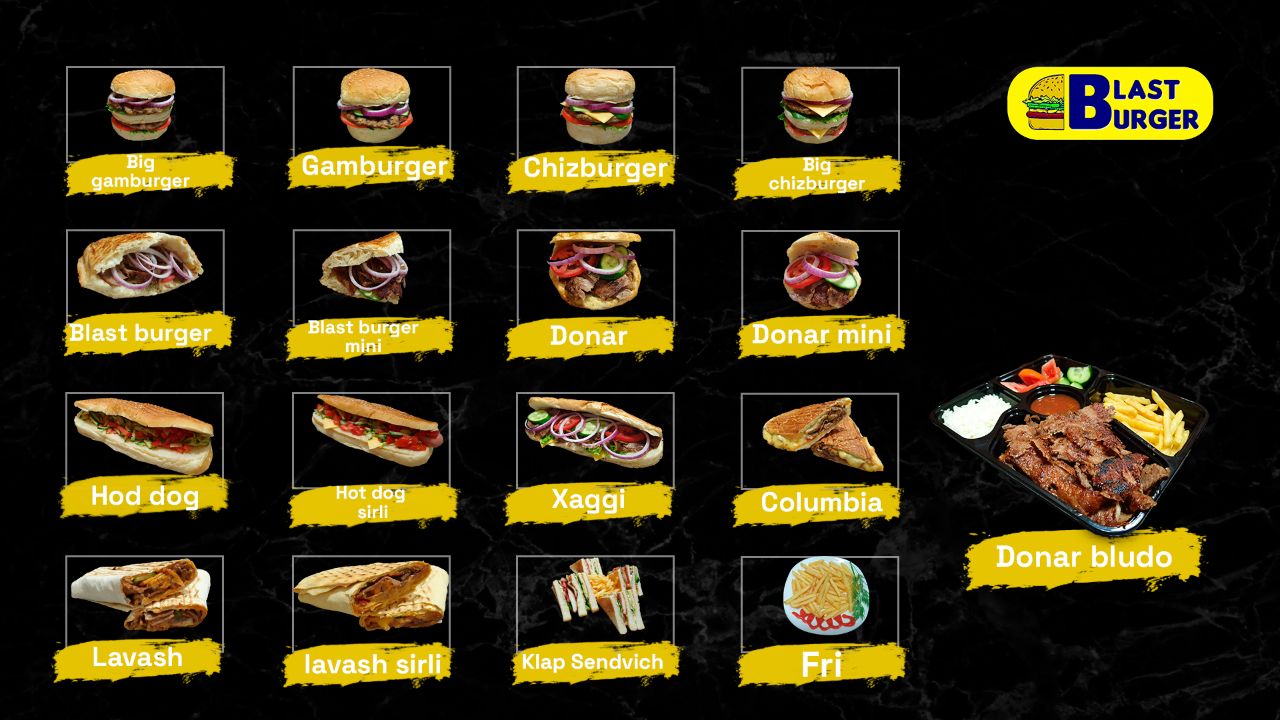 BLAST
BURGER
Big
gamburger
Gamburger
Chizburger
Big
chizburger
Blast burger
Blast burger
mini
Donar
Donar mini
Hod dog
Hot dog
sirli
Xaggi
Columbia
Donar bludo
Lavash
lavash sirli
Klap Sendvich
Fri